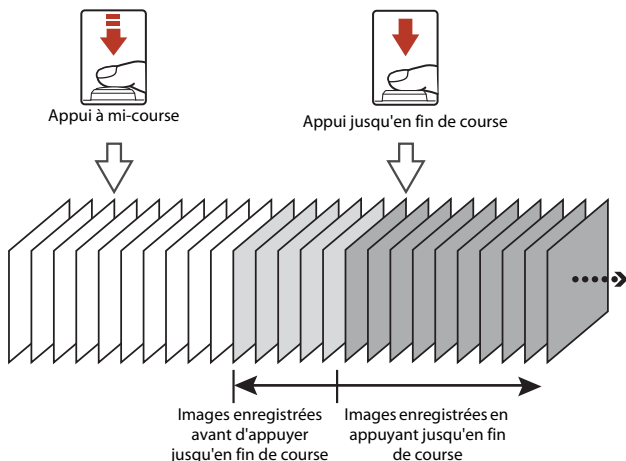 Appui à mi-course
Appui jusqu'en fin de course
Images enregistrées
avant d'appuyer
jusqu'en fin de course
Images enregistrées en
appuyant jusqu'en fin
de course